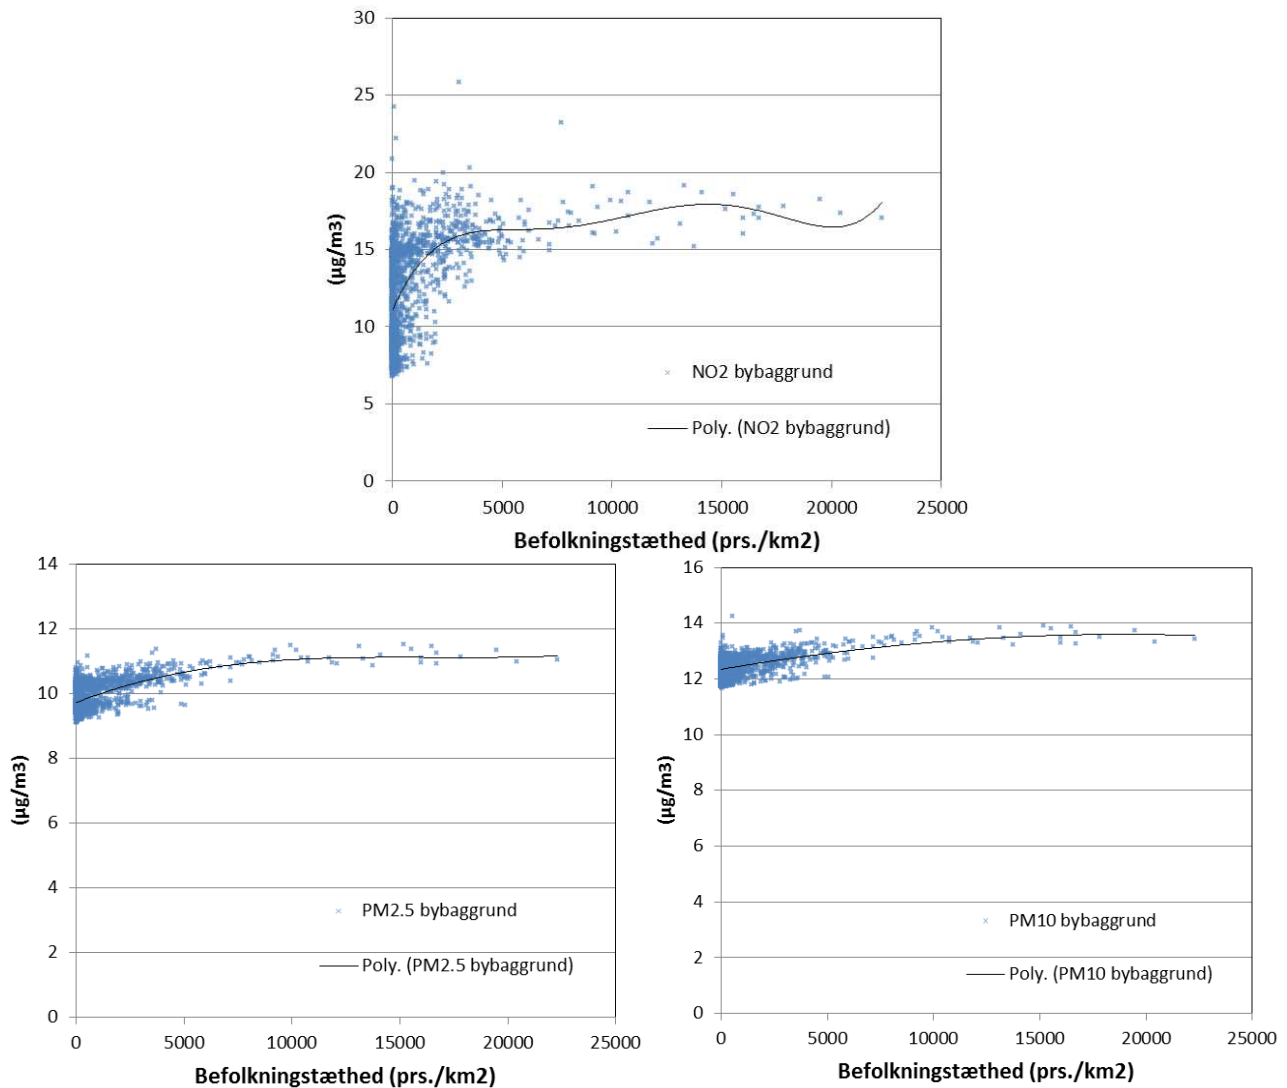 30
25
20
15
10
5
0
(µg/m3)
NO2 bybaggrund
Poly. (NO2 bybaggrund)
0 5000 10000 15000 20000 25000
Befolkningstæthed (prs./km2)
14
12
10
8
6
4
2
0
(µg/m3)
PM2.5 bybaggrund
Poly. (PM2.5 bybaggrund)
0 5000 10000 15000 20000 25000
Befolkningstæthed (prs./km2)
16
14
12
10
8
6
4
2
0
(µg/m3)
PM10 bybaggrund
Poly. (PM10 bybaggrund)
0 5000 10000 15000 20000 25000
Befolkningstæthed (prs./km2)